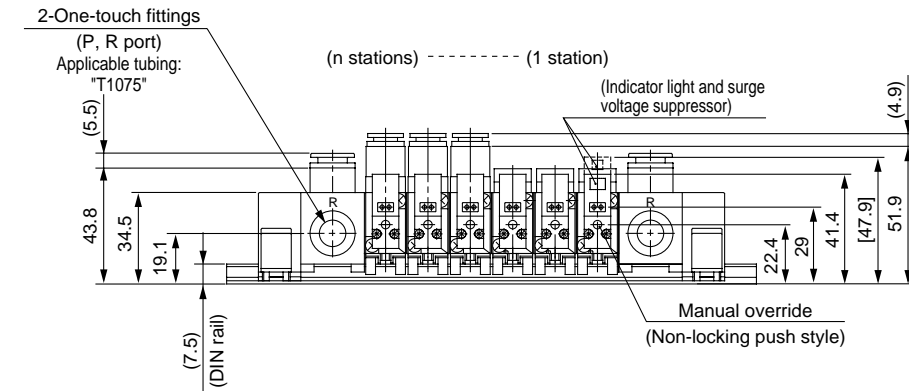 2-One-touch fittings
(P, R port)
Applicable tubing:
"T1075"
(n stations) -------- (1 station)
(Indicator light and surge
voltage suppressor)
(5.5)
(4.9)
R
R
43.8
34.5
19.1
22.4
29
41.4
[47.9]
51.9
(7.5)
(DIN rail)
Manual override
(Non-locking push style)